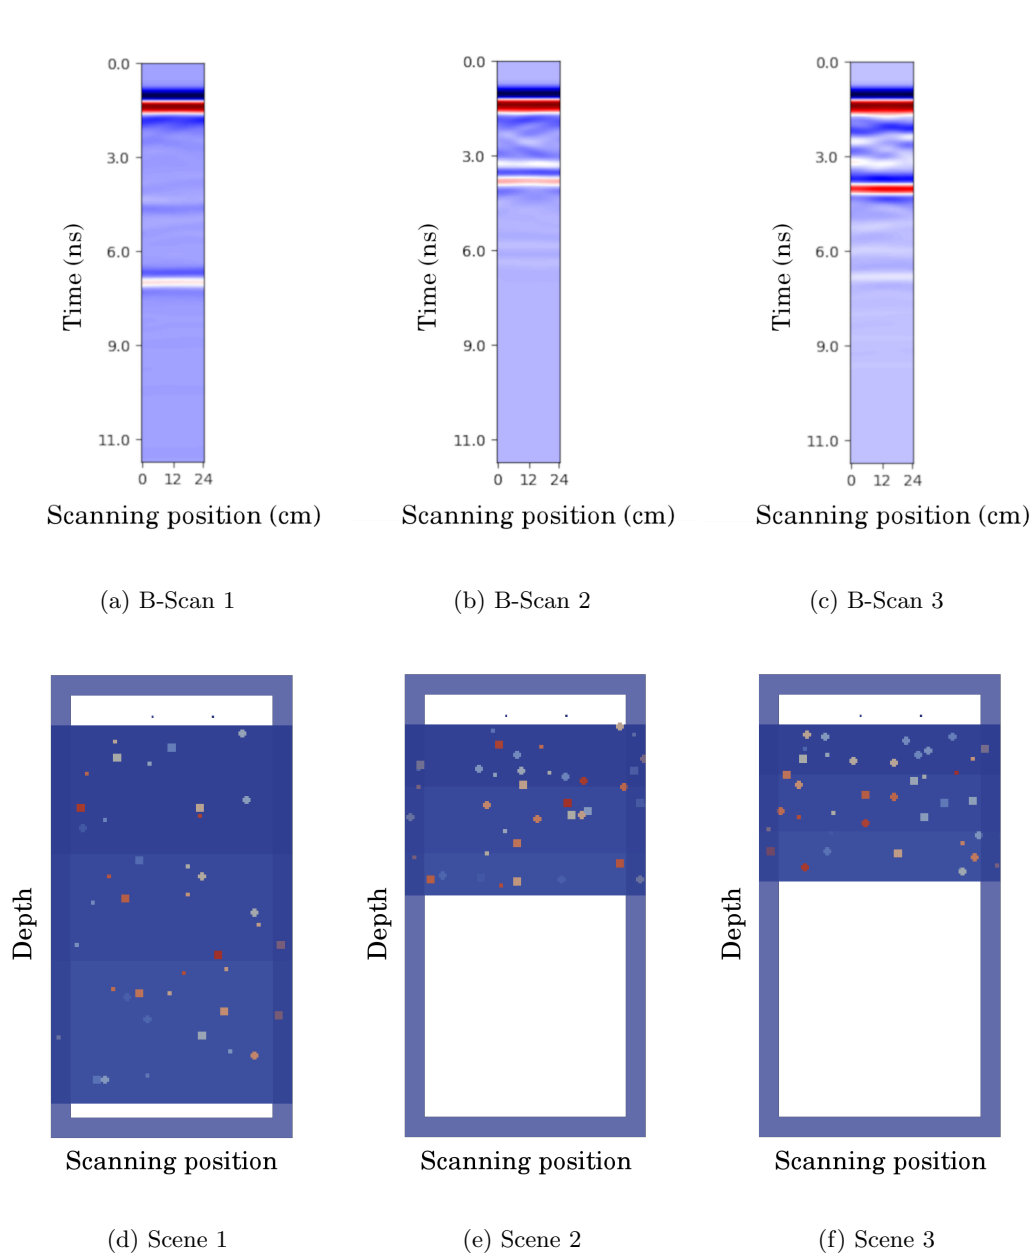 0.0
3.0
6.0
9.0
11.0
Time (ns)
0 12 24
Scanning position (cm)
(a) B-Scan 1
0.0
3.0
6.0
9.0
11.0
Time (ns)
0 12 24
Scanning position (cm)
(b) B-Scan 2
0.0
3.0
6.0
9.0
11.0
Time (ns)
0 12 24
Scanning position (cm)
(c) B-Scan 3
Depth
Scanning position
(d) Scene 1
Depth
Scanning position
(e) Scene 2
Depth
Scanning position
(f) Scene 3